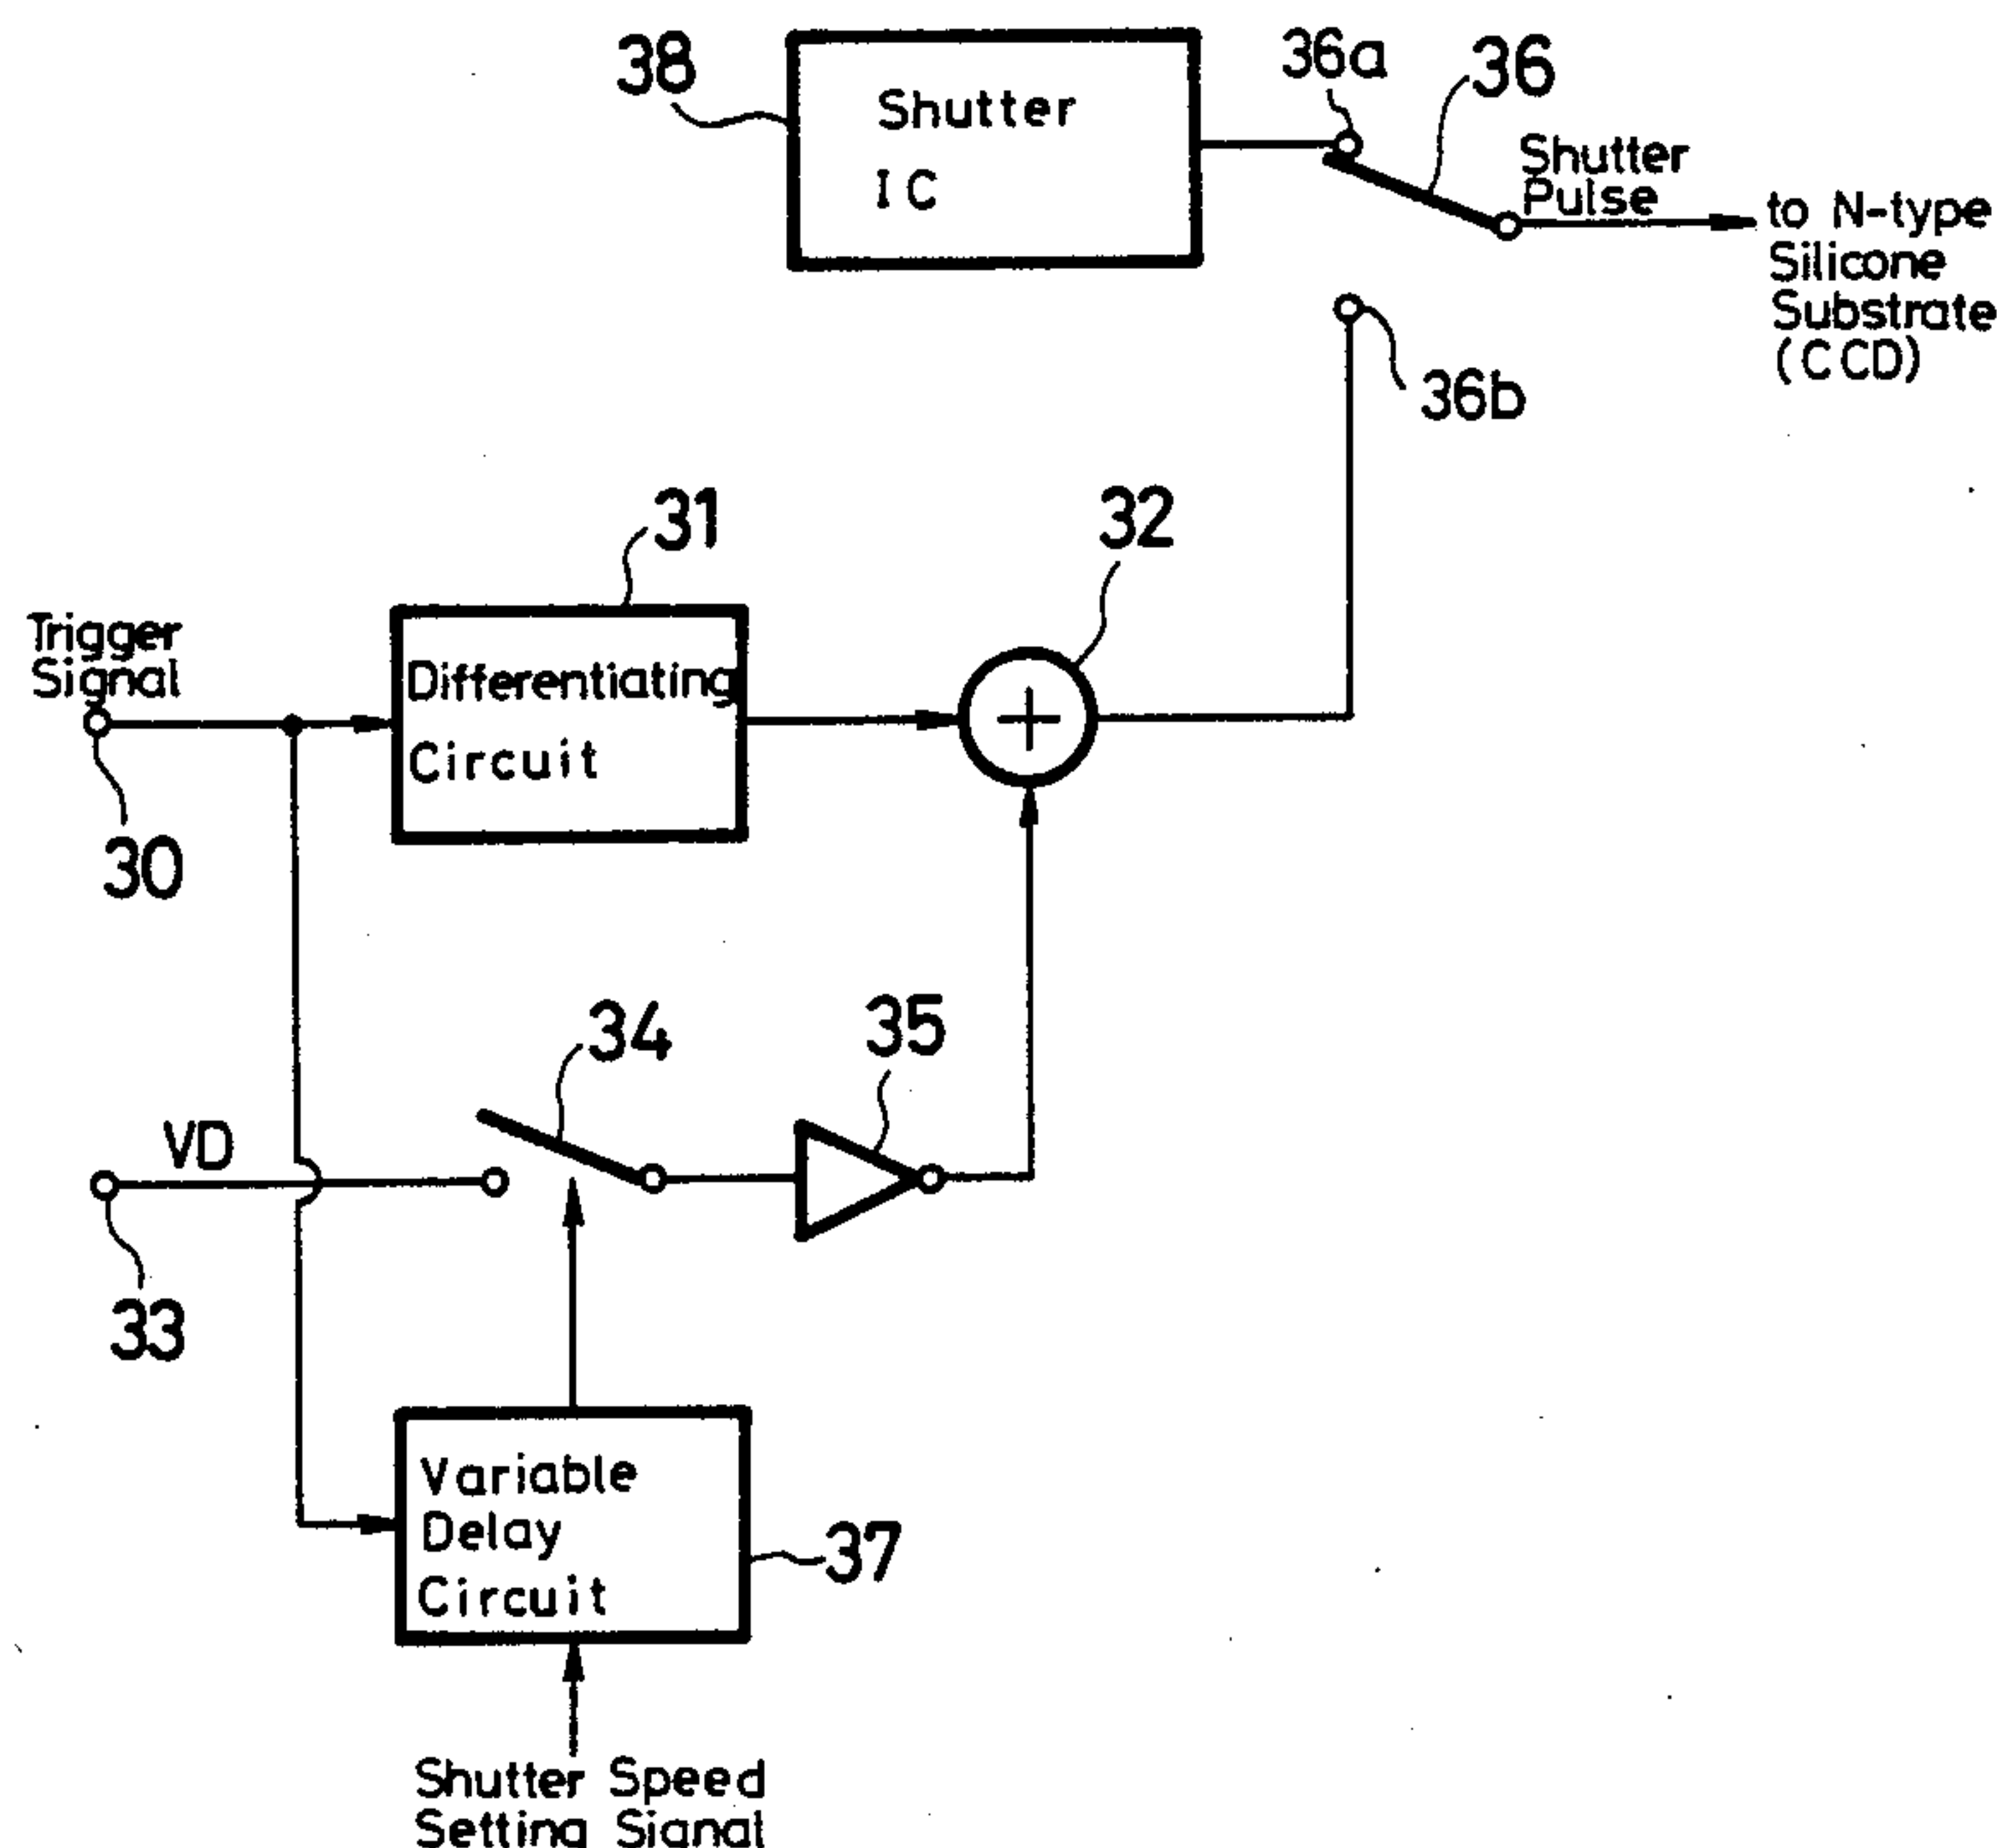 38
Shutter
IC
36a
36
Shutter
Pulse
to N-type
Silicone
Substrate
(CCD)
36b
31
32
Trigger
Signal
Differentiating
Circuit
30
34
35
VD
33
Variable
Delay
Circuit
37
Shutter Speed
Setting Signal